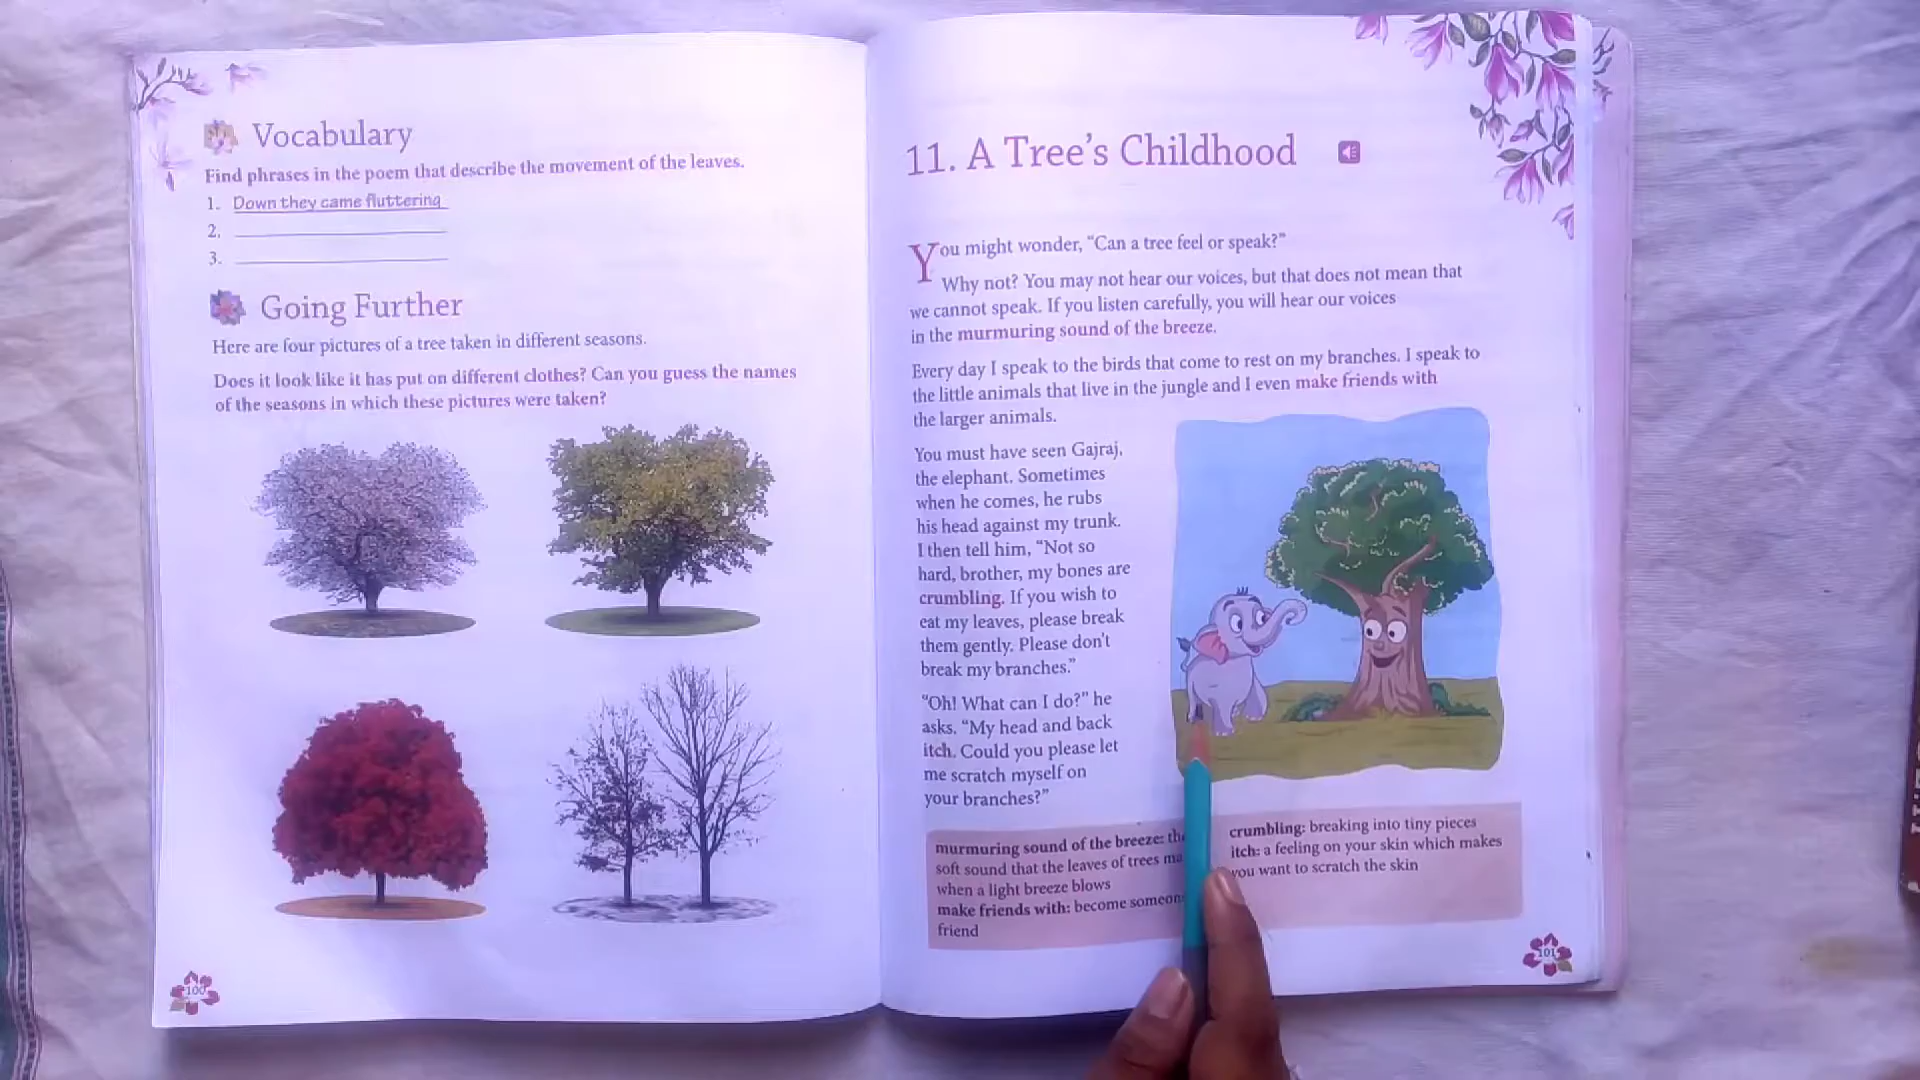 Vocabulary
Find phrases in the poem that describe the movement of the leaves.
1. Down they came fluttering
2.
3.
Going Further
Here are four pictures of a tree taken in different seasons.
Does it look like it has put on different clothes? Can you guess the names
of the seasons in which these pictures were taken?
100
11. A Tree's Childhood
You might wonder, “Can a tree feel or speak?”
Why not? You may not hear our voices, but that does not mean that
we cannot speak. If you listen carefully, you will hear our voices
in the murmuring sound of the breeze.
Every day I speak to the birds that come to rest on my branches. I speak to
the little animals that live in the jungle and I even make friends with
the larger animals.
You must have seen Gajraj,
the elephant. Sometimes
when he comes, he rubs
his head against my trunk.
I then tell him, “Not so
hard, brother, my bones are
crumbling. If you wish to
eat my leaves, please break
them gently. Please don't
break my branches.”
“Oh! What can I do?” he
asks. “My head and back
itch. Could you please let
me scratch myself on
your branches?”
murmuring sound of the breeze: the
soft sound that the leaves of trees
when a light breeze blows
make friends with: become
friend
crumbling: breaking into tiny pieces
itch: a feeling on your skin which makes
you want to scratch the skin
101